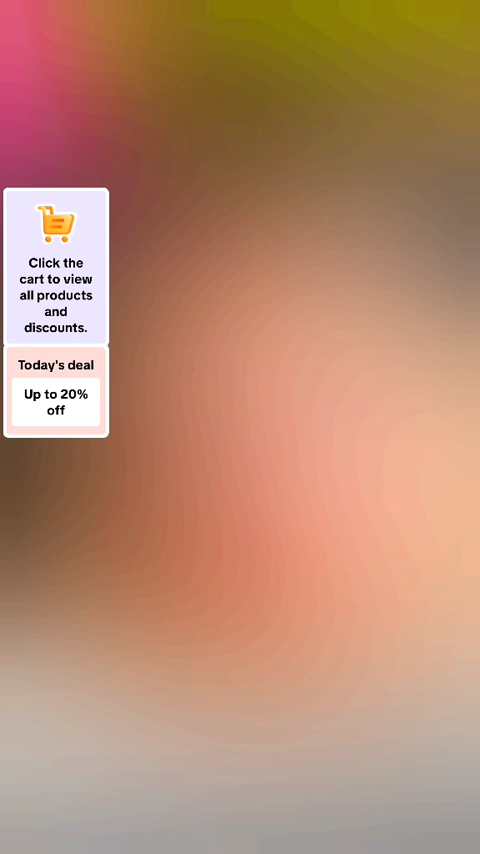 Click the
cart to view
all products
and
discounts.
Today's deal
Up to 20%
off